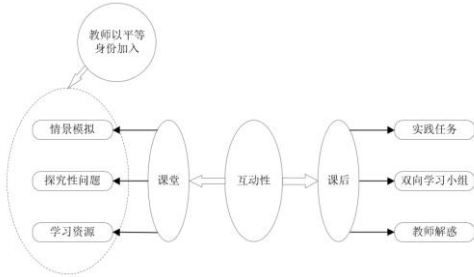 教师以平等
身份加入
情景模拟
实践任务
探究性问题
课堂
互动性
课后
双向学习小组
学习资源
教师解惑